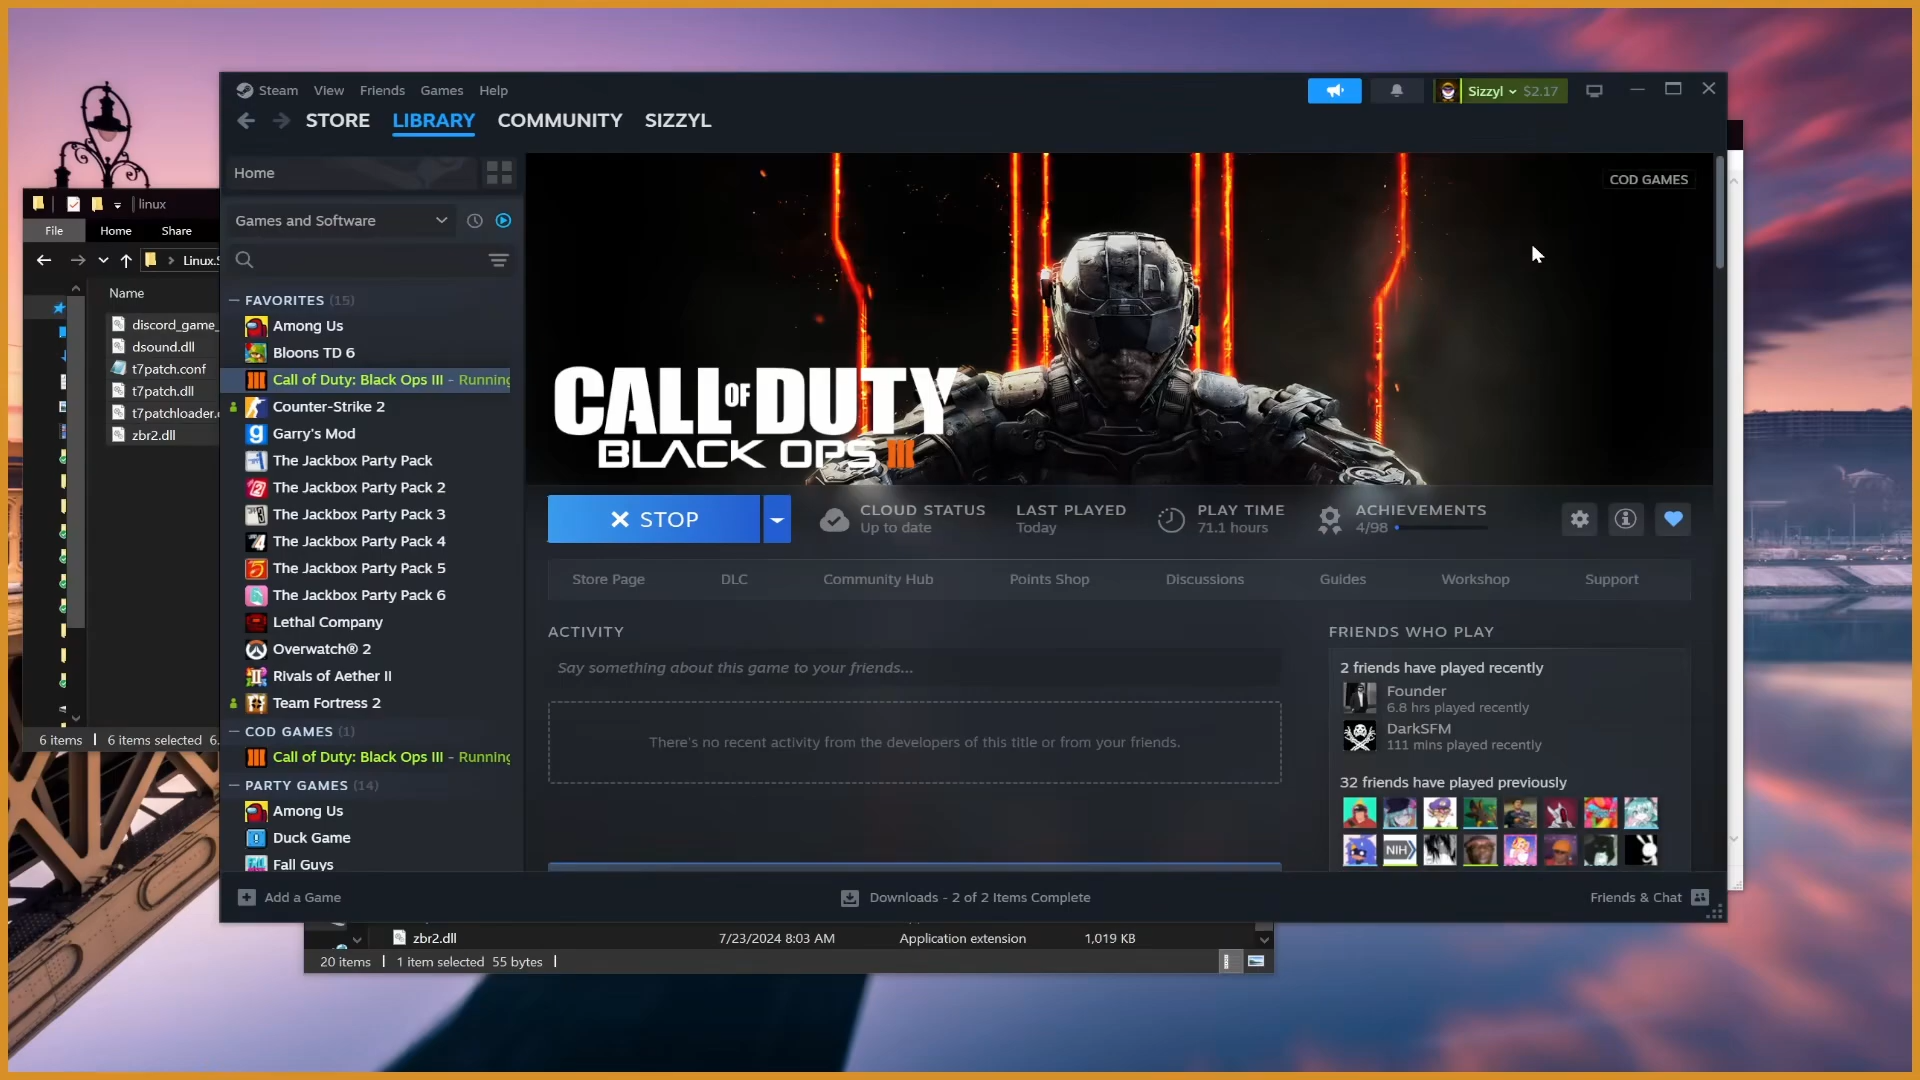 Steam View Friends Games Help
Sizzyl $2.17
STORE LIBRARY COMMUNITY SIZZYL
Home
Games and Software
FAVORITES (15)
Among Us
Bloons TD 6
Call of Duty: Black Ops III - Running
Counter-Strike 2
Garry's Mod
The Jackbox Party Pack
The Jackbox Party Pack 2
The Jackbox Party Pack 3
The Jackbox Party Pack 4
The Jackbox Party Pack 5
The Jackbox Party Pack 6
Lethal Company
Overwatch® 2
Rivals of Aether II
Team Fortress 2
COD GAMES (1)
Call of Duty: Black Ops III - Running
PARTY GAMES (14)
Among Us
Duck Game
Fall Guys
Add a Game
COD GAMES
CALL OF DUTY
BLACK OPS III
STOP
CLOUD STATUS
Up to date
LAST PLAYED
Today
PLAY TIME
71.1 hours
ACHIEVEMENTS
4/98
Store Page DLC Community Hub Points Shop Discussions Guides Workshop Support
ACTIVITY
Say something about this game to your friends...
There's no recent activity from the developers of this title or from your friends.
FRIENDS WHO PLAY
2 friends have played recently
Founder
6.8 hrs played recently
DarkSFM
111 mins played recently
32 friends have played previously
NIH
Downloads - 2 of 2 Items Complete
Friends & Chat
linux
File Home Share
Linux.
Name
discord_game_
dsound.dll
t7patch.conf
t7patch.dll
t7patchloader.
zbr2.dll
6 items 6 items selected 6.
zbr2.dll 7/23/2024 8:03 AM Application extension 1,019 KB
20 items 1 item selected 55 bytes